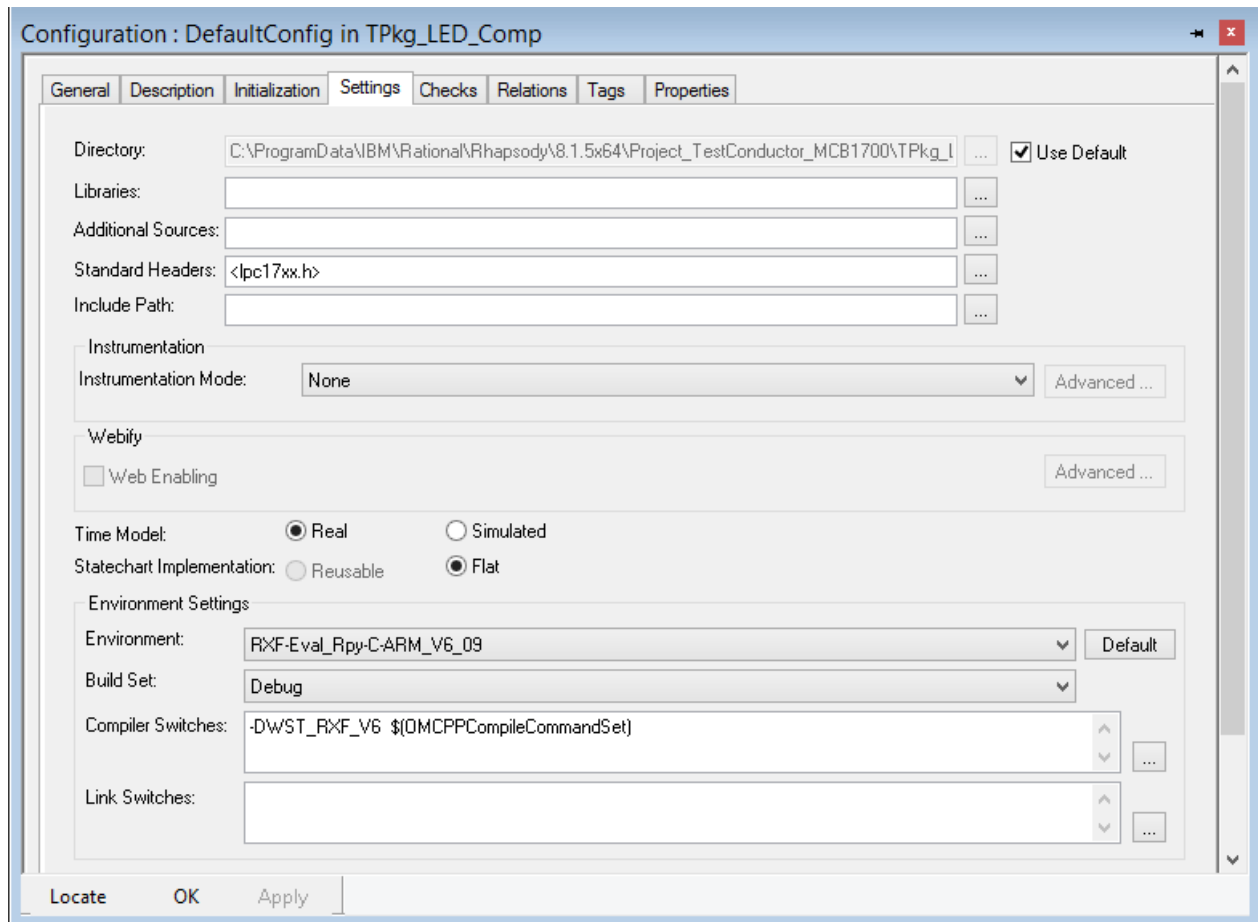 Configuration : DefaultConfig in TPkg_LED_Comp
General Description Initialization Settings Checks Relations Tags Properties
Directory: C:\ProgramData\IBM\Rational\Rhapsody\8.1.5x64\Project_TestConductor_MCB1700\TPkg_L ... Use Default
Libraries: ...
Additional Sources: ...
Standard Headers: <lpc17xx.h> ...
Include Path: ...
Instrumentation
Instrumentation Mode: None Advanced ...
Webify
Web Enabling Advanced ...
Time Model: Real Simulated
Statechart Implementation: Reusable Flat
Environment Settings
Environment: RXF-Eval_Rpy-C-ARM_V6_09 Default
Build Set: Debug
Compiler Switches: -DWST_RXF_V6 $(OMCPPCompileCommandSet) ...
Link Switches: ...
Locate OK Apply